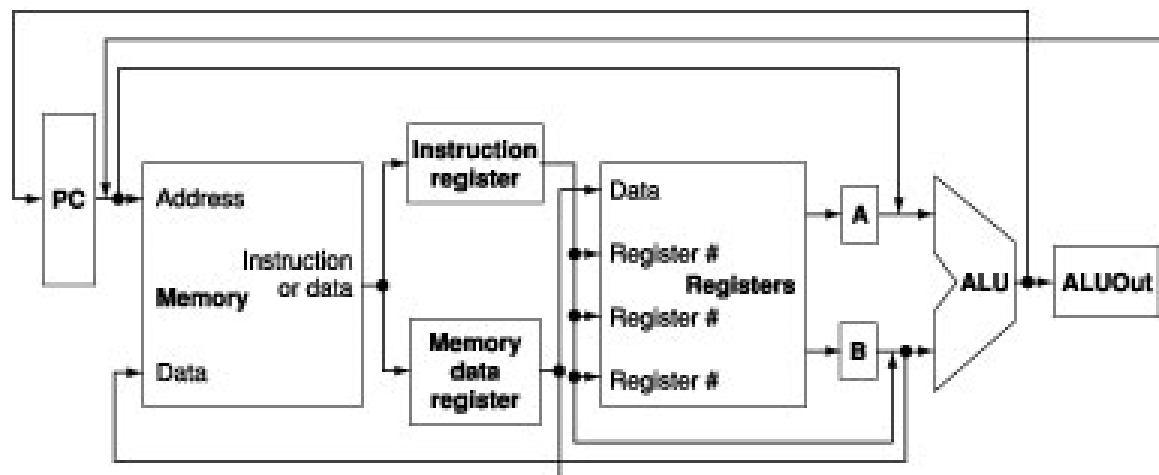 PC
Address
Instruction
or data
Memory
Data
Instruction
register
Memory
data
register
Data
Register #
Registers
Register #
Register #
A
B
ALU
ALUOut